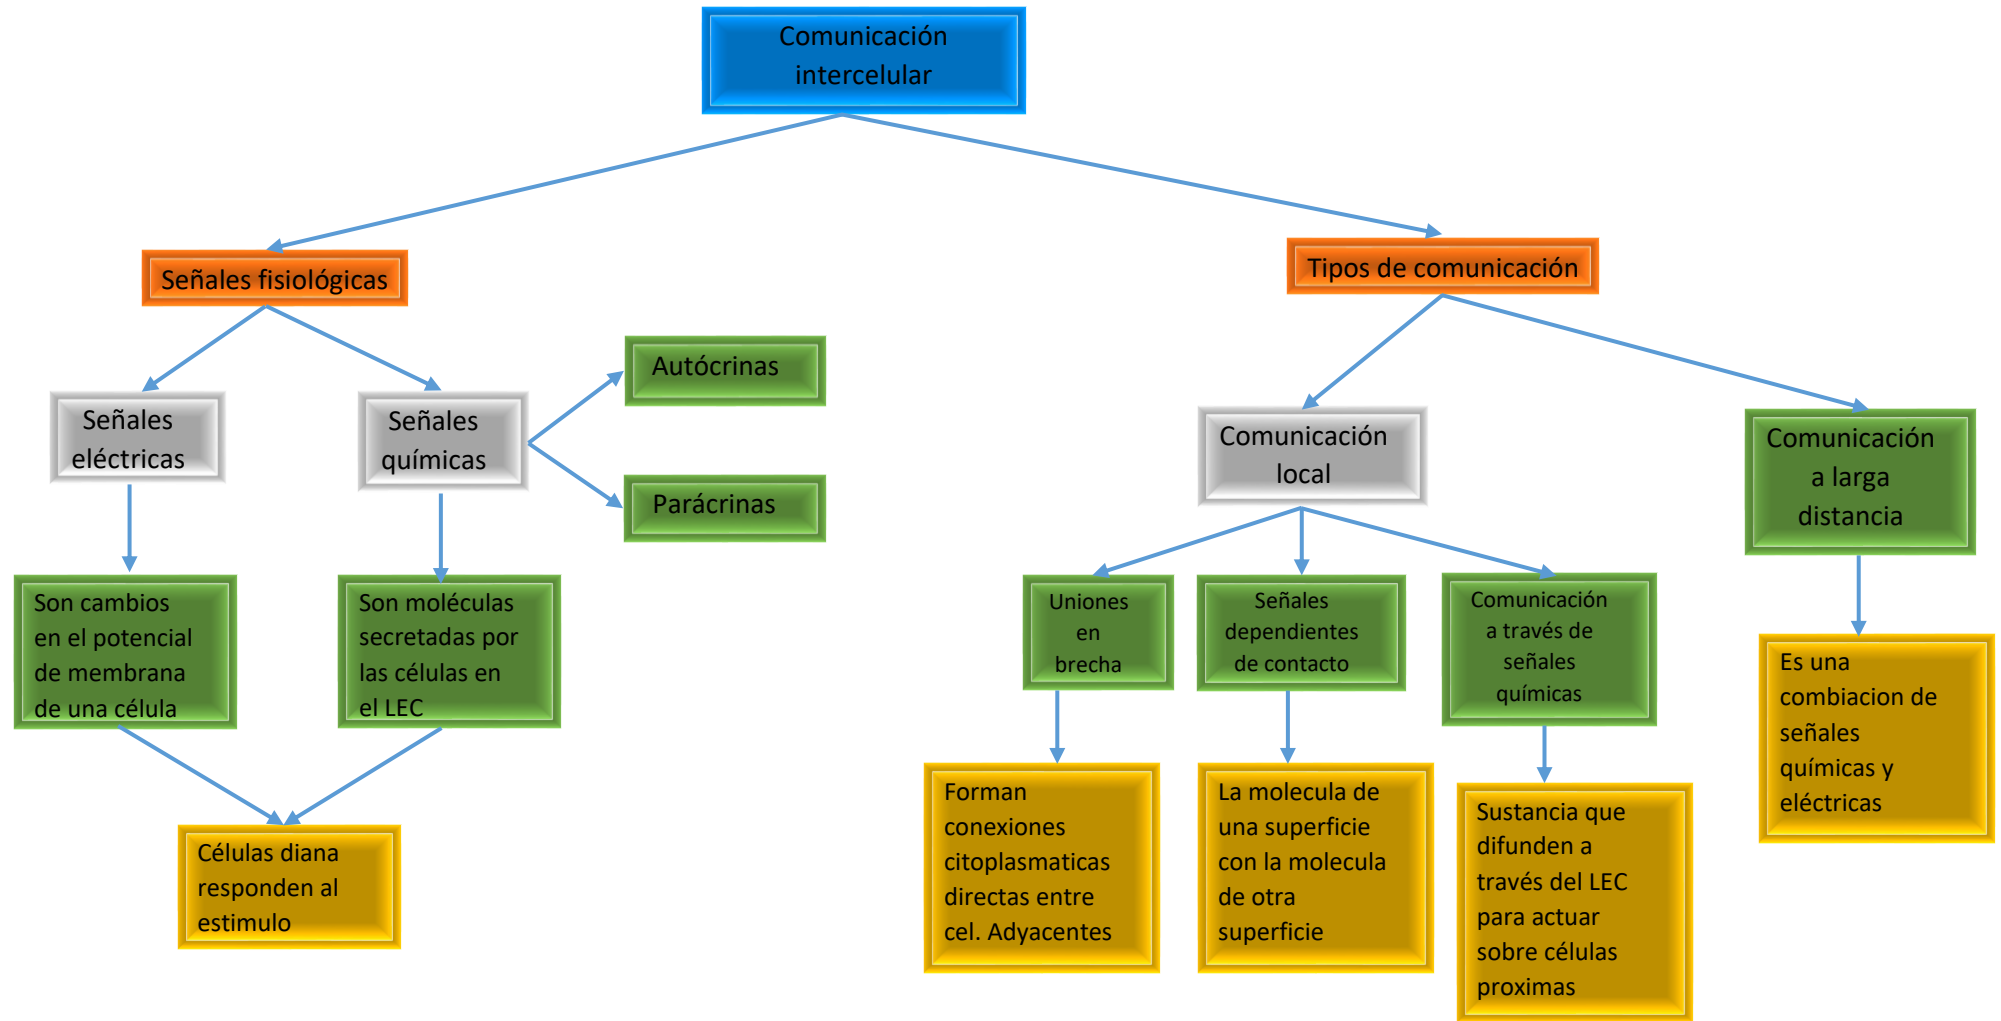 Comunicación
intercelular
Señales fisiológicas
Tipos de comunicación
Autócrinas
Señales
eléctricas
Señales
químicas
Parácrinas
Comunicación
local
Comunicación
a larga
distancia
Son cambios
en el potencial
de membrana
de una célula
Son moléculas
secretadas por
las células en
el LEC
Células diana
responden al
estimulo
Uniones
en
brecha
Señales
dependientes
de contacto
Comunicación
a través de
señales
químicas
Es una
combiacion de
señales
químicas y
eléctricas
Forman
conexiones
citoplasmaticas
directas entre
cel. Adyacentes
La molecula de
una superficie
con la molecula
de otra
superficie
Sustancia que
difunden a
través del LEC
para actuar
sobre células
proximas